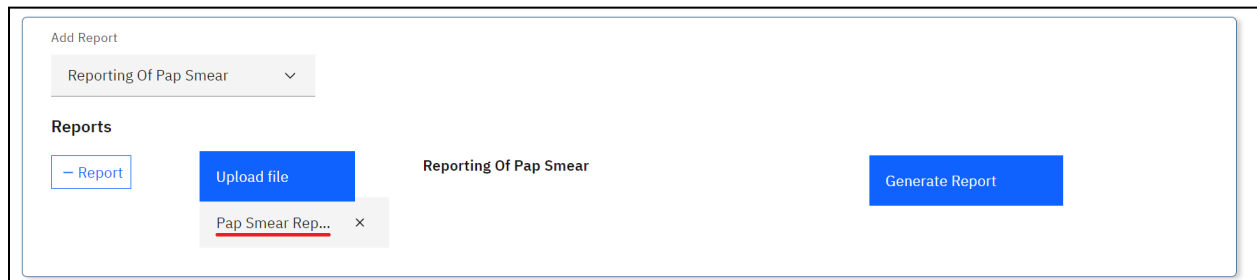 Add Report
Reporting Of Pap Smear
Reports
– Report
Upload file
Reporting Of Pap Smear
Generate Report
Pap Smear Rep...